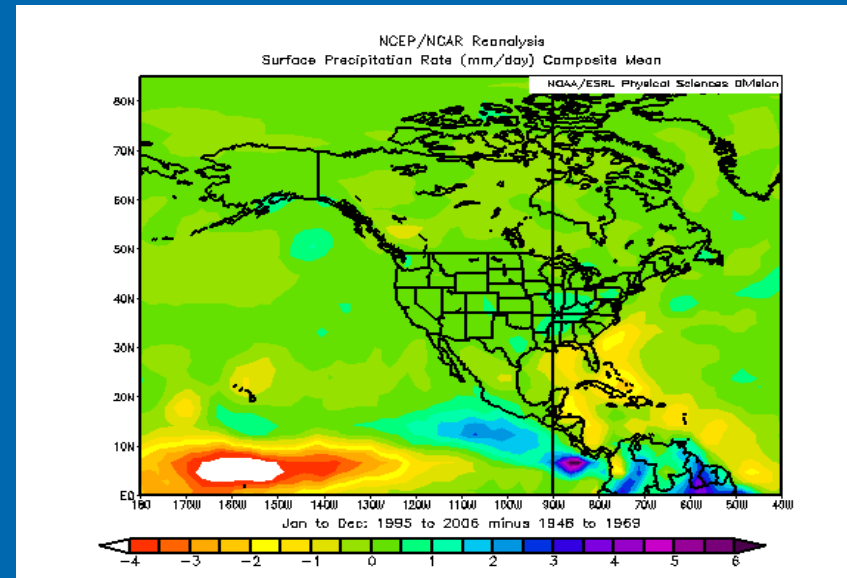 NCEP/NCAR Reanalysis
Surface Precipitation Rate (mm/day) Composite Mean
NOAA/ESRL Physical Sciences Division
80N
70N
60N
50N
40N
30N
20N
10N
EQ
180 170W 160W 150W 140W 130W 120W 110W 100W 90W 80W 70W 60W 50W 40W
Jan to Dec: 1995 to 2006 minus 1948 to 1969
-4 -3 -2 -1 0 1 2 3 4 5 6